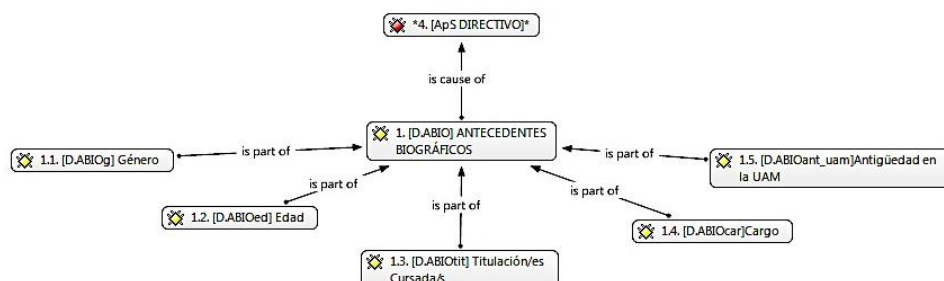 *4. [ApS DIRECTIVO]*
is cause of
1. [D.ABIO] ANTECEDENTES
BIOGRÁFICOS
1.1. [D.ABIOg] Género
is part of
is part of
1.5. [D.ABIOant_uam]Antigüedad en
la UAM
is part of
is part of
is part of
1.2. [D.ABIOed] Edad
1.4. [D.ABIOcar]Cargo
1.3. [D.ABIOtit] Titulación/es
Cursada/s